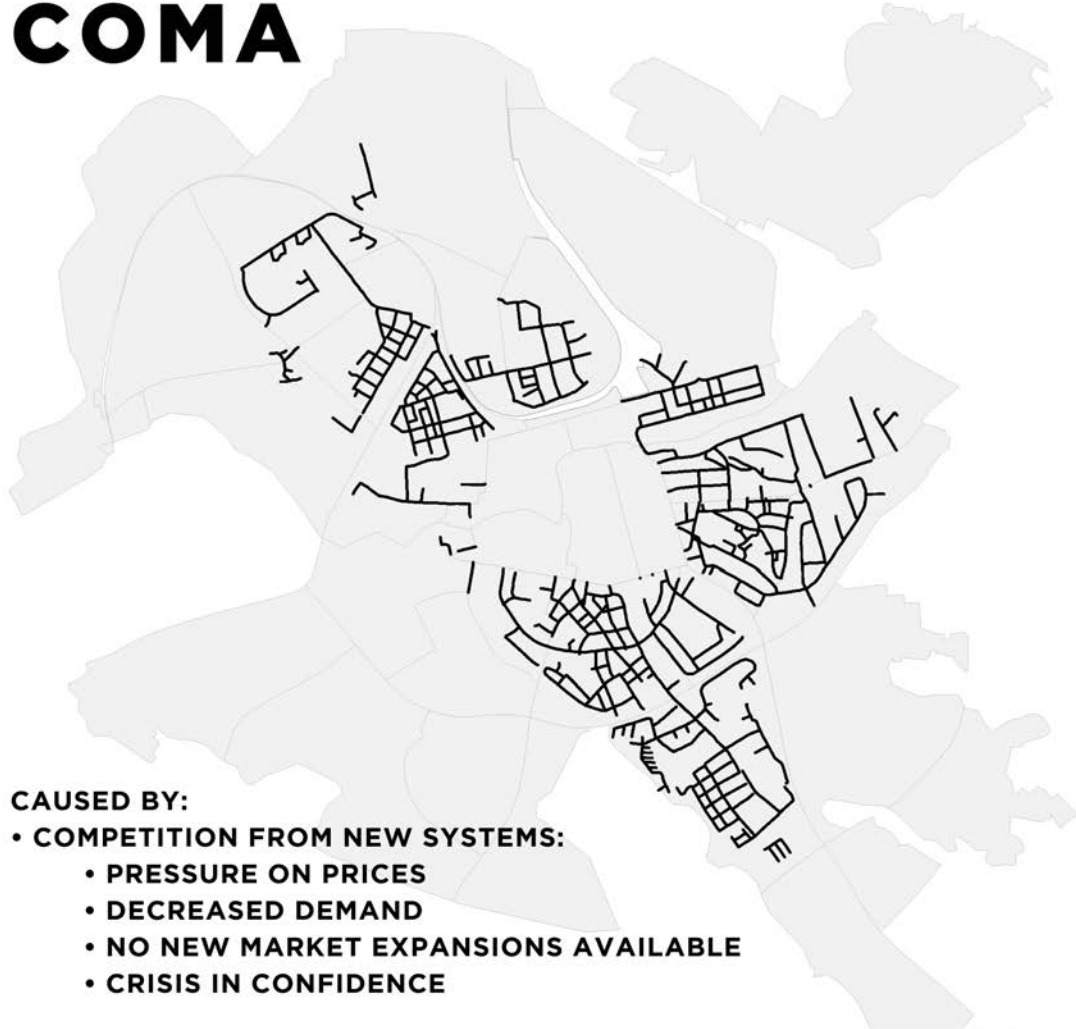 COMA
CAUSED BY:
• COMPETITION FROM NEW SYSTEMS:
• PRESSURE ON PRICES
• DECREASED DEMAND
• NO NEW MARKET EXPANSIONS AVAILABLE
• CRISIS IN CONFIDENCE